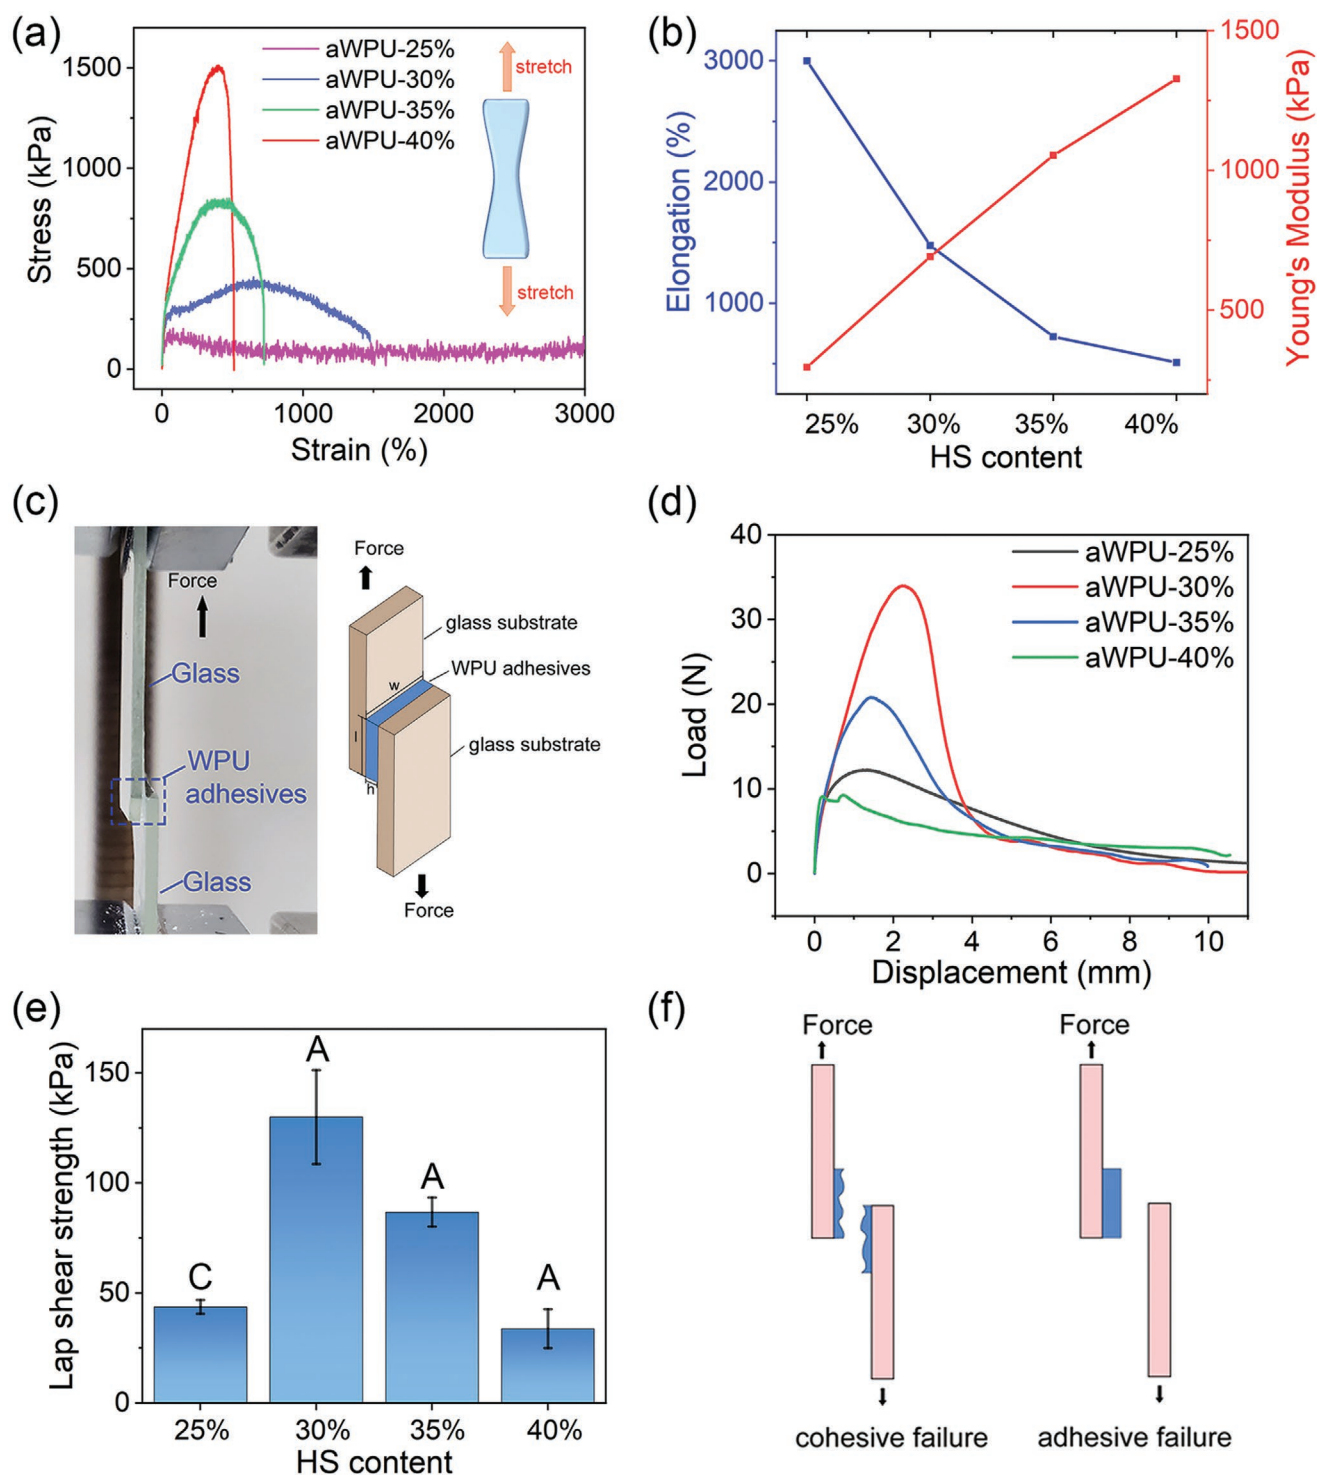 (a)
aWPU-25%
aWPU-30%
aWPU-35%
aWPU-40%
stretch
stretch
1500
1000
500
0
Stress (kPa)
0 1000 2000 3000
Strain (%)
(b)
3000
2000
1000
Elongation (%)
1500
1000
500
Young's Modulus (kPa)
25% 30% 35% 40%
HS content
(c)
Force
Glass
WPU
adhesives
Glass
Force
glass substrate
WPU adhesives
w
l
h
glass substrate
Force
(d)
aWPU-25%
aWPU-30%
aWPU-35%
aWPU-40%
40
30
20
10
0
Load (N)
0 2 4 6 8 10
Displacement (mm)
(e)
150
100
50
0
Lap shear strength (kPa)
C
A
A
A
25% 30% 35% 40%
HS content
(f)
Force
Force
cohesive failure
adhesive failure